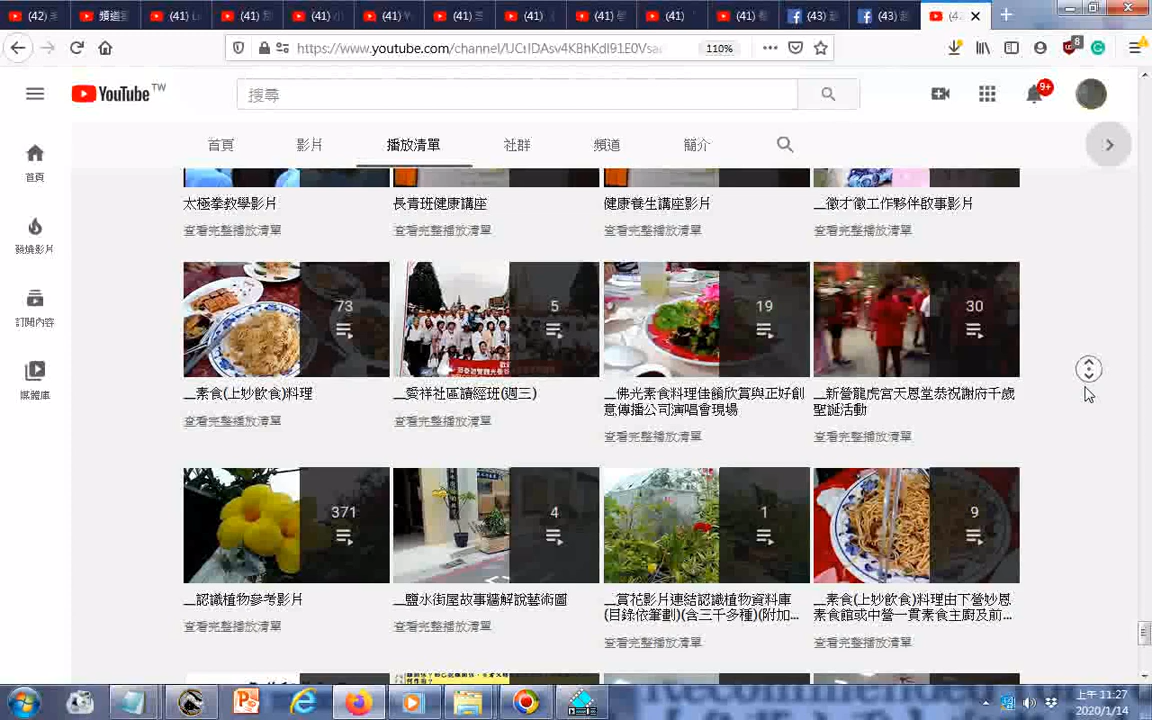 (42)
頻道
(41)
(41)
(41)
(41)
(41)
(41)
(41)
(41)
(41)
(43)
(43)
https://www.youtube.com/channel/UCtIDAsv4KBhKdI91E0Vsa
110%
8
YouTube TW
搜尋
9+
首頁
影片
播放清單
社群
頻道
簡介
首頁
發燒影片
訂閱內容
媒體庫
太極拳教學影片
長青班健康講座
健康養生講座影片
__徵才徵工作夥伴啟事影片
查看完整播放清單
查看完整播放清單
查看完整播放清單
查看完整播放清單
73
5
19
30
__素食(上妙飲食)料理
查看完整播放清單
__愛祥社區讀經班(週三)
查看完整播放清單
__佛光素食料理佳餚欣賞與正好創
意傳播公司演唱會現場
查看完整播放清單
__新營龍虎宮天恩堂恭祝謝府千歲
聖誕活動
查看完整播放清單
371
4
1
9
__認識植物參考影片
查看完整播放清單
__鹽水街屋故事牆解說藝術圖
查看完整播放清單
__賞花影片連結認識植物資料庫
(目錄依筆劃)(含三千多種)(附加...
查看完整播放清單
__素食(上妙飲食)料理由下營妙恩
素食館或中營一貫素食主廚及前...
查看完整播放清單
上午 11:27
2020/1/14